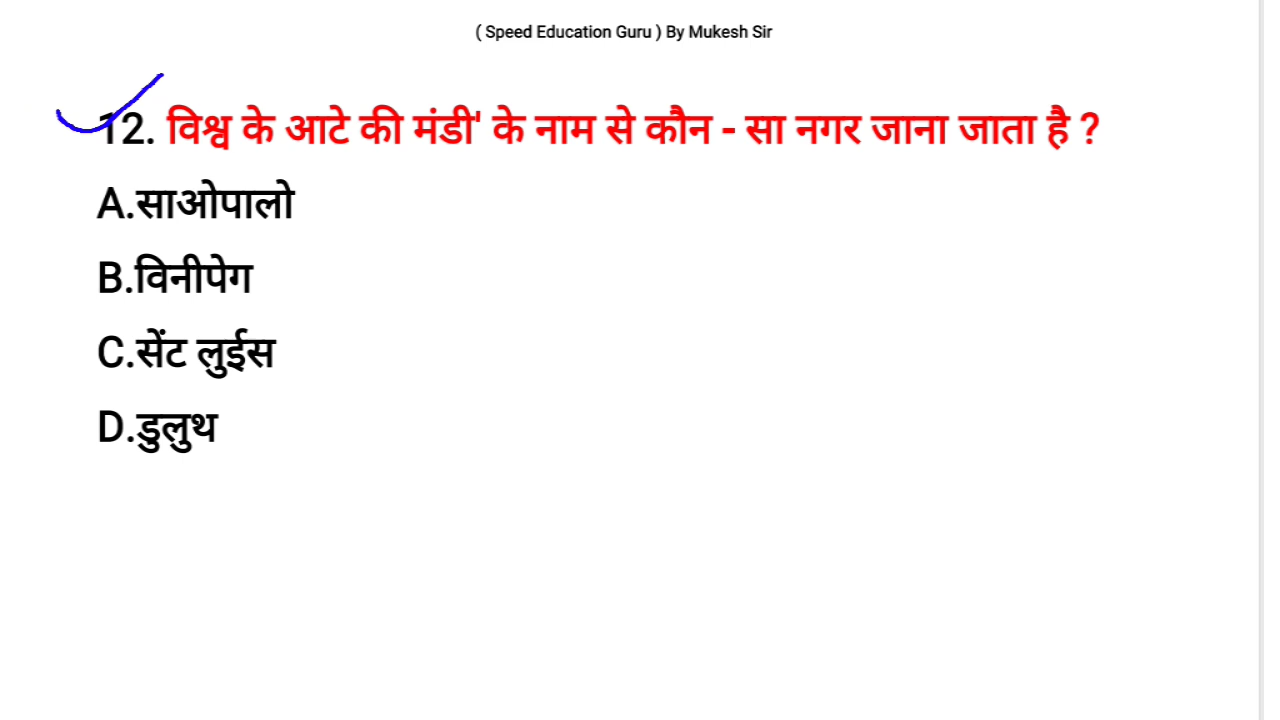 ( Speed Education Guru ) By Mukesh Sir
12. विश्व के आटे की मंडी' के नाम से कौन - सा नगर जाना जाता है ?
A.साओपालो
B.विनीपेग
C.सेंट लुईस
D.डुलुथ